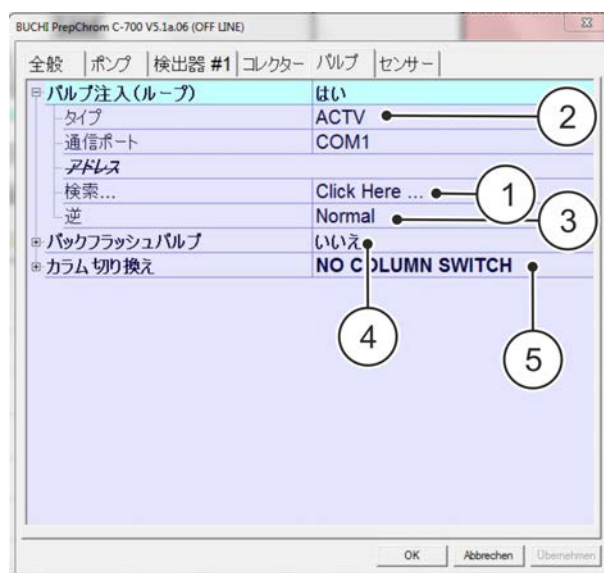 BUCHI PrepChrom C-700 V5.1a.06 (OFF LINE)
全般 ポンプ 検出器 #1 コレクター バルブ センサー
バルブ注入(ループ) はい
タイプ ACTV
通信ポート COM1
アドレス
検索... Click Here ...
逆 Normal
バックフラッシュバルブ いいえ
カラム切り換え NO COLUMN SWITCH
2
1
3
4
5
OK Abbrechen Übernehmen